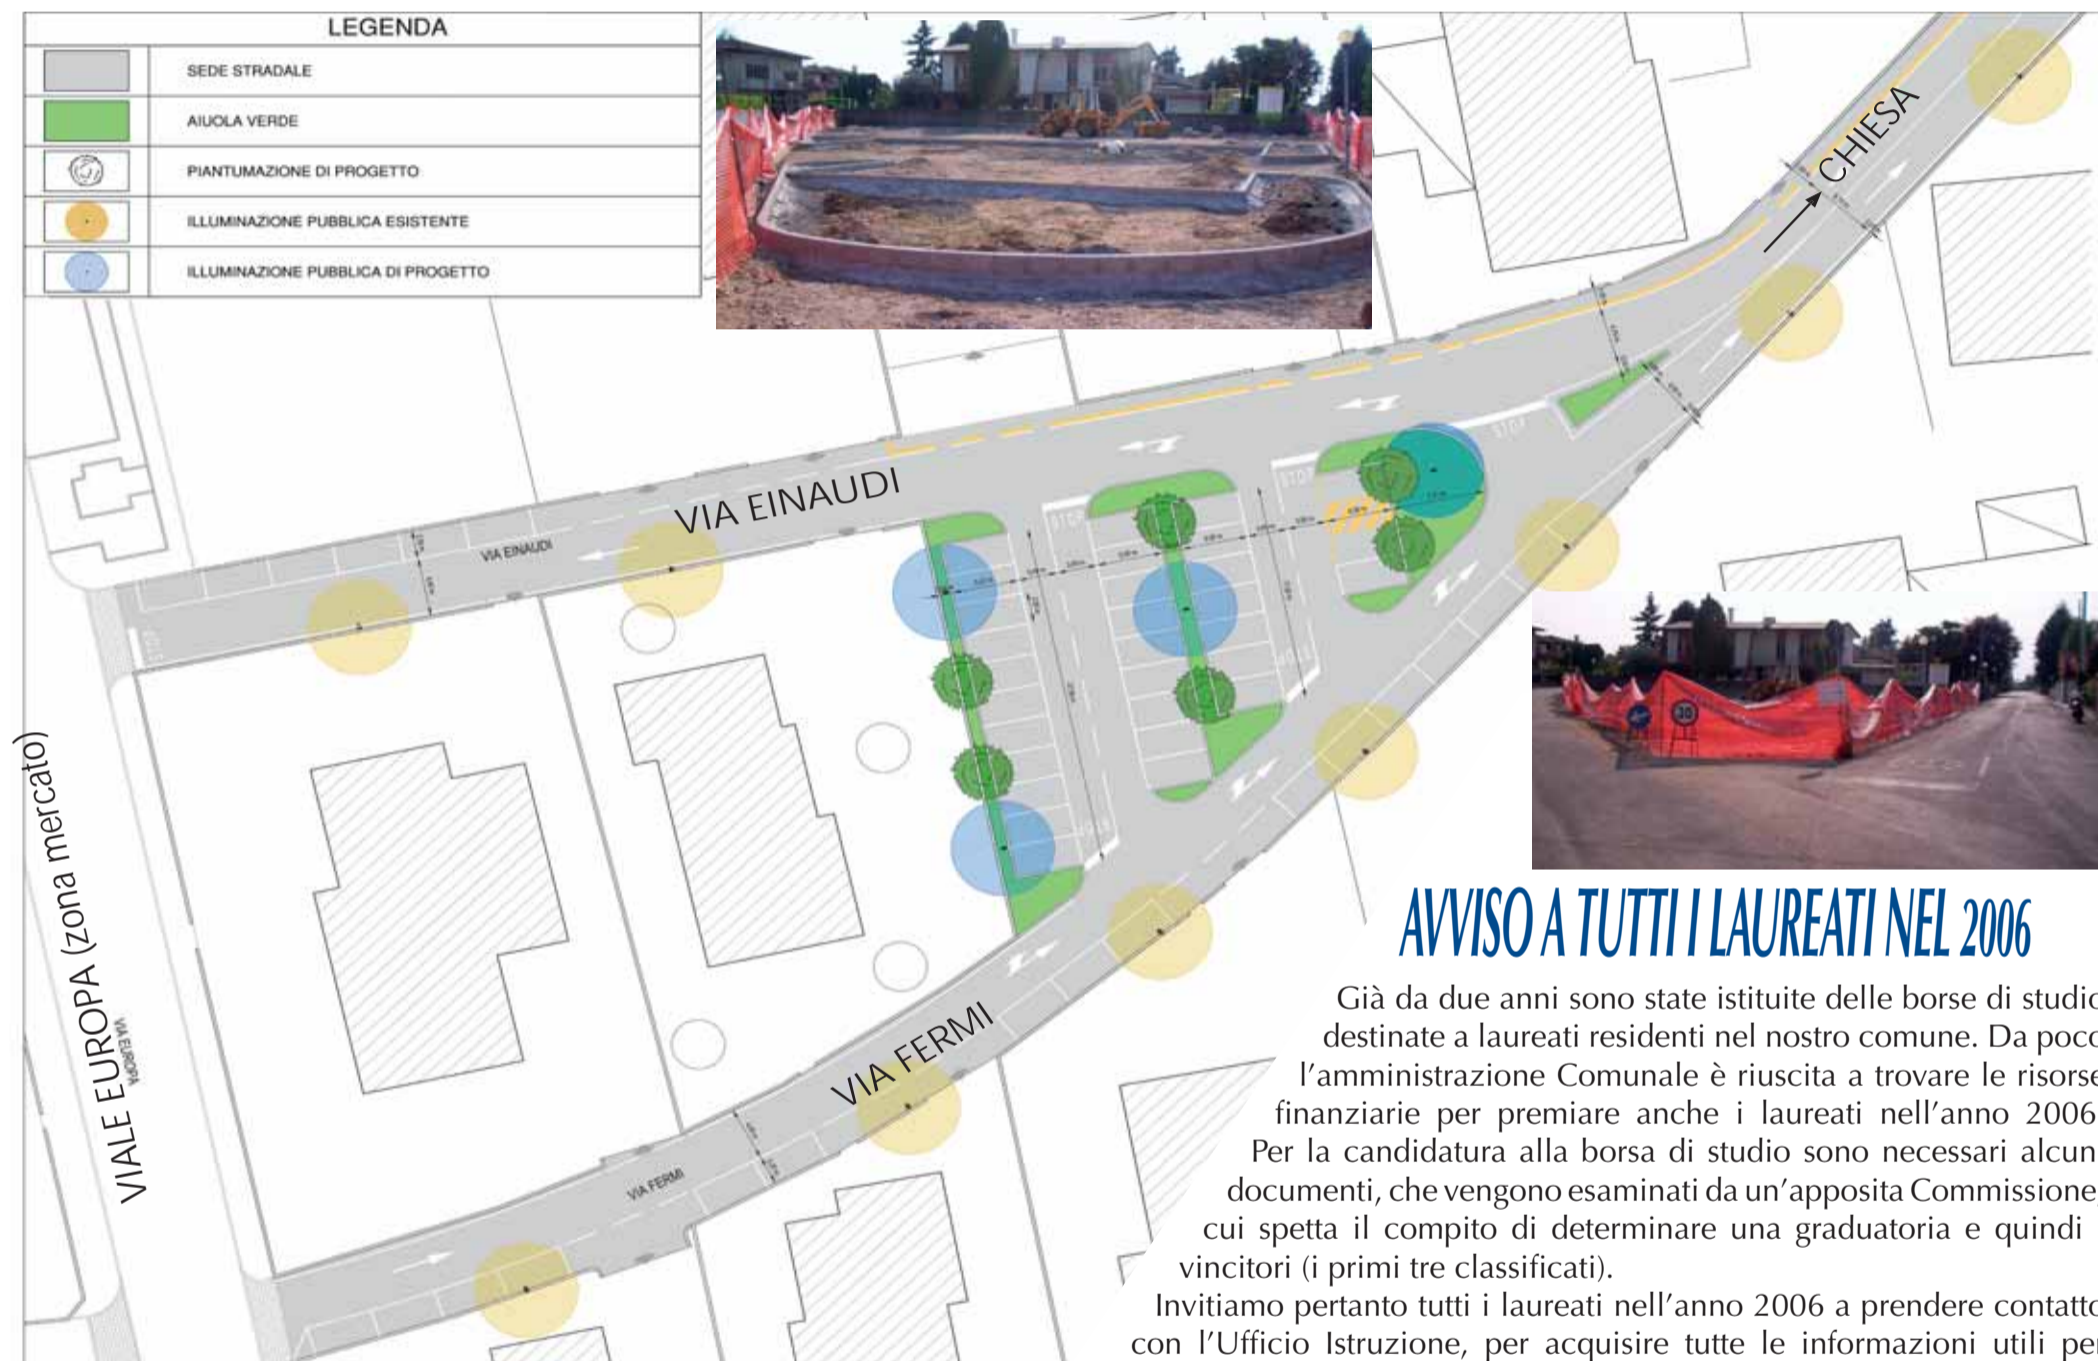 LEGENDA
SEDE STRADALE
AIUOLA VERDE
PIANTUMAZIONE DI PROGETTO
ILLUMINAZIONE PUBBLICA ESISTENTE
ILLUMINAZIONE PUBBLICA DI PROGETTO
CHIESA
VIA EINAUDI
VIA EINAUDI
STOP
STOP
STOP
STOP
30
VIALE EUROPA (zona mercato)
VIA EUROPA
VIA FERMI
VIA FERMI
AVVISO A TUTTI I LAUREATI NEL 2006
Già da due anni sono state istituite delle borse di studio
destinate a laureati residenti nel nostro comune. Da poco
l'amministrazione Comunale è riuscita a trovare le risorse
finanziarie per premiare anche i laureati nell'anno 2006
Per la candidatura alla borsa di studio sono necessari alcun
documenti, che vengono esaminati da un'apposita Commissione,
cui spetta il compito di determinare una graduatoria e quindi
vincitori (i primi tre classificati).
Invitiamo pertanto tutti i laureati nell'anno 2006 a prendere contatto
con l'Ufficio Istruzione, per acquisire tutte le informazioni utili per